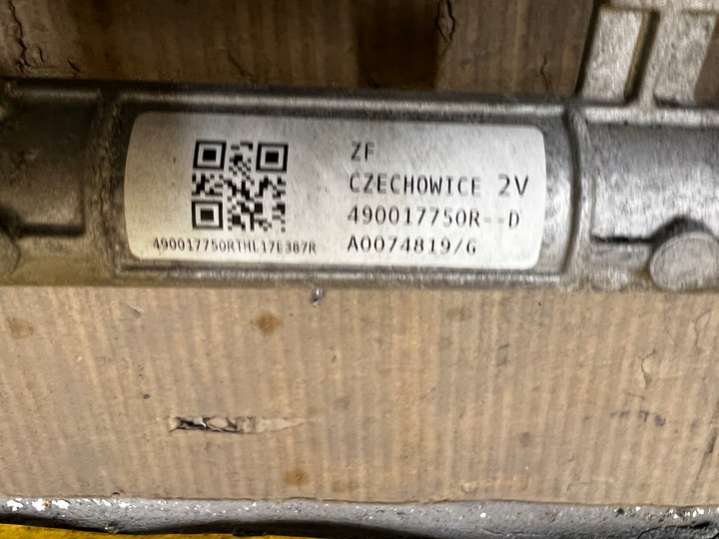 ZF
CZECHOWICE 2V
490017750R--D
A0074819/G
490017750RTHL17E387R